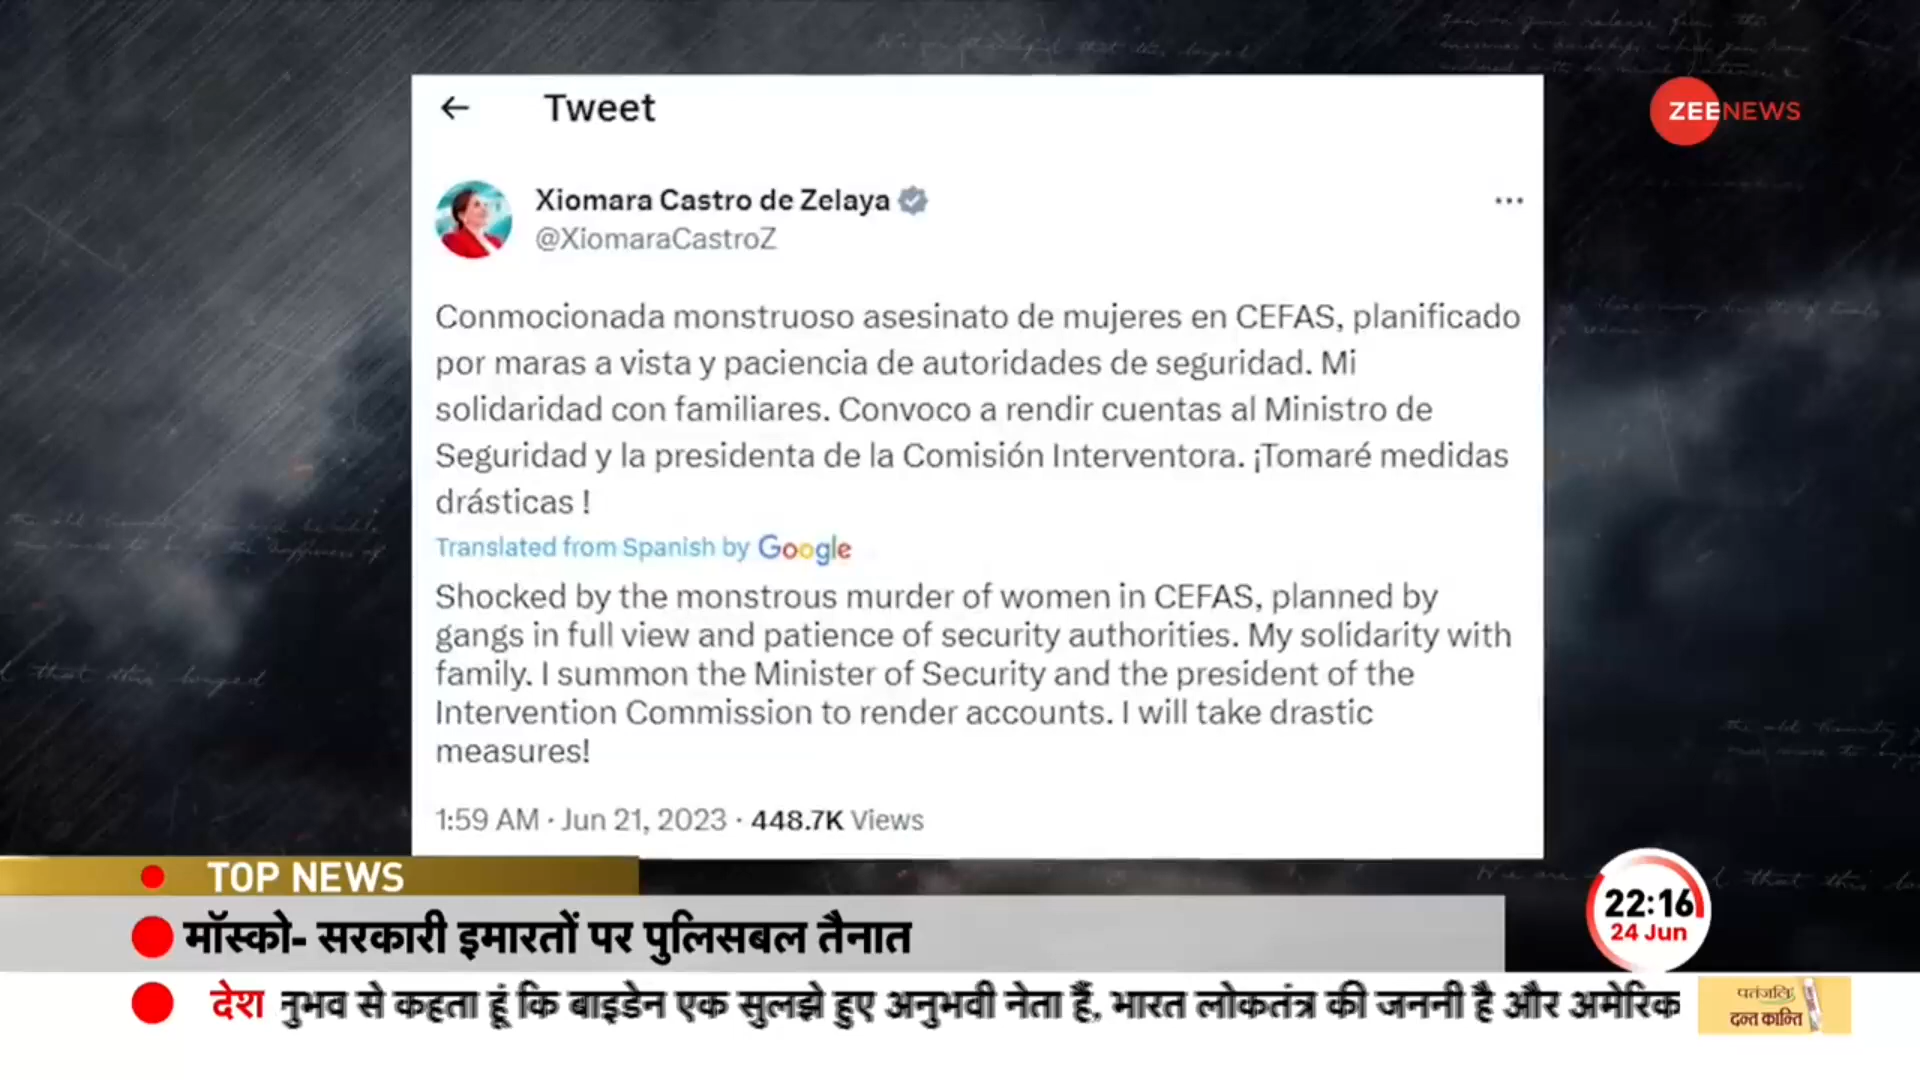 Tweet
ZEENEWS
Xiomara Castro de Zelaya
@XiomaraCastroZ
Conmocionada monstruoso asesinato de mujeres en CEFAS, planificado
por maras a vista y paciencia de autoridades de seguridad. Mi
solidaridad con familiares. Convoco a rendir cuentas al Ministro de
Seguridad y la presidenta de la Comisión Interventora. ¡Tomaré medidas
drásticas !
Translated from Spanish by Google
Shocked by the monstrous murder of women in CEFAS, planned by
gangs in full view and patience of security authorities. My solidarity with
family. I summon the Minister of Security and the president of the
Intervention Commission to render accounts. I will take drastic
measures!
1:59 AM · Jun 21, 2023 · 448.7K Views
TOP NEWS
मॉस्को- सरकारी इमारतों पर पुलिसबल तैनात
22:16
24 Jun
देश नुभव से कहता हूं कि बाइडेन एक सुलझे हुए अनुभवी नेता हैं, भारत लोकतंत्र की जननी है और अमेरिक
पतंजलि
दन्त कान्ति